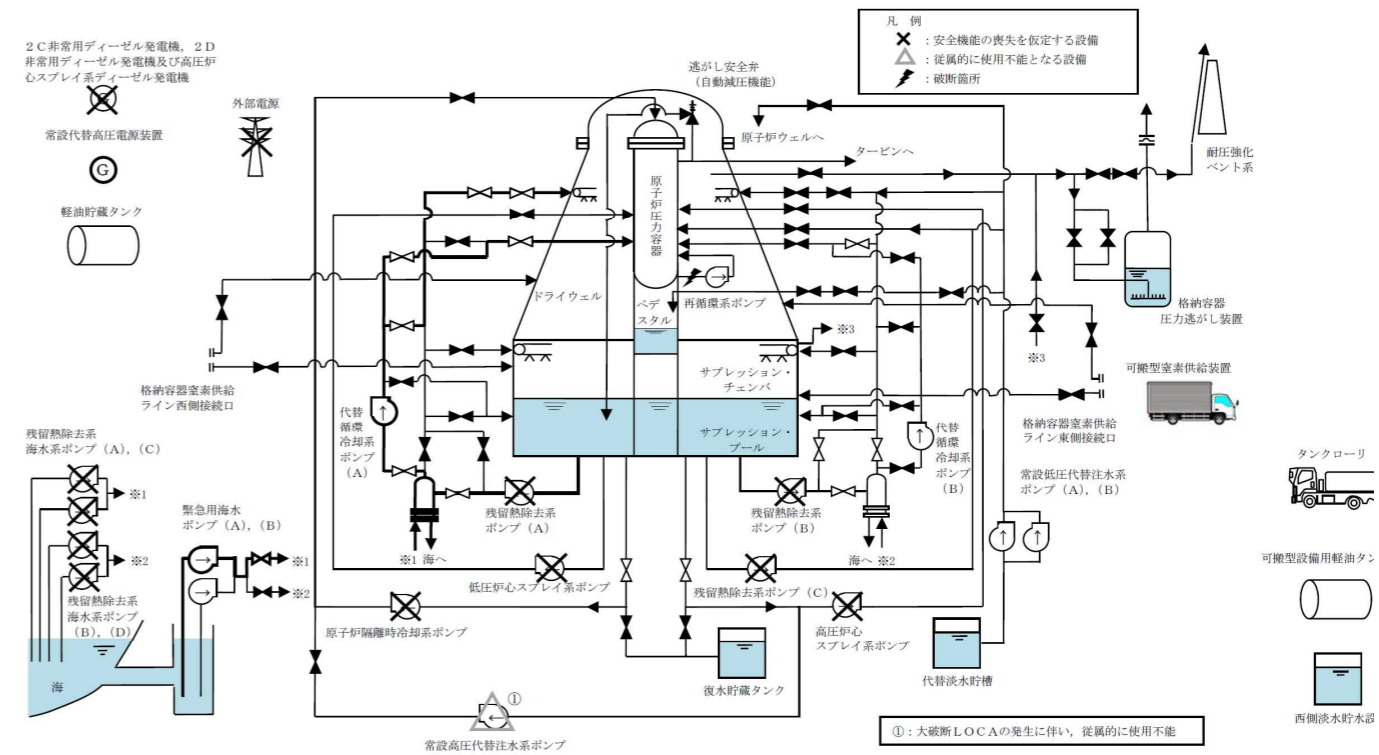 凡 例
：安全機能の喪失を仮定する設備
：従属的に使用不能となる設備
：破断箇所
２Ｃ非常用ディーゼル発電機，２Ｄ
非常用ディーゼル発電機及び高圧炉
心スプレイ系ディーゼル発電機
G
外部電源
常設代替高圧電源装置
G
軽油貯蔵タンク
逃がし安全弁
（自動減圧機能）
原子炉ウェルへ
タービンへ
耐圧強化
ベント系
原子炉圧力容器
ドライウェル
ペデ
スタル
再循環系ポンプ
格納容器
圧力逃がし装置
※3
※3
サプレッション・
チェンバ
サプレッション・
プール
可搬型窒素供給装置
格納容器窒素供給
ライン西側接続口
格納容器窒素供給
ライン東側接続口
代替
循環
冷却系
ポンプ
（A）
代替
循環
冷却系
ポンプ
（B）
残留熱除去系
海水系ポンプ（A），（C）
※1
※2
残留熱除去系
海水系ポンプ
（B），（D）
海
緊急用海水
ポンプ（A），（B）
※1
※2
残留熱除去系
ポンプ（A）
※1 海へ
残留熱除去系
ポンプ（B）
海へ ※2
常設低圧代替注水系
ポンプ（A），（B）
タンクローリ
可搬型設備用軽油タン
低圧炉心スプレイ系ポンプ
残留熱除去系ポンプ（C）
原子炉隔離時冷却系ポンプ
高圧炉心
スプレイ系ポンプ
復水貯蔵タンク
代替淡水貯槽
西側淡水貯水設
①
常設高圧代替注水系ポンプ
①：大破断ＬＯＣＡの発生に伴い，従属的に使用不能